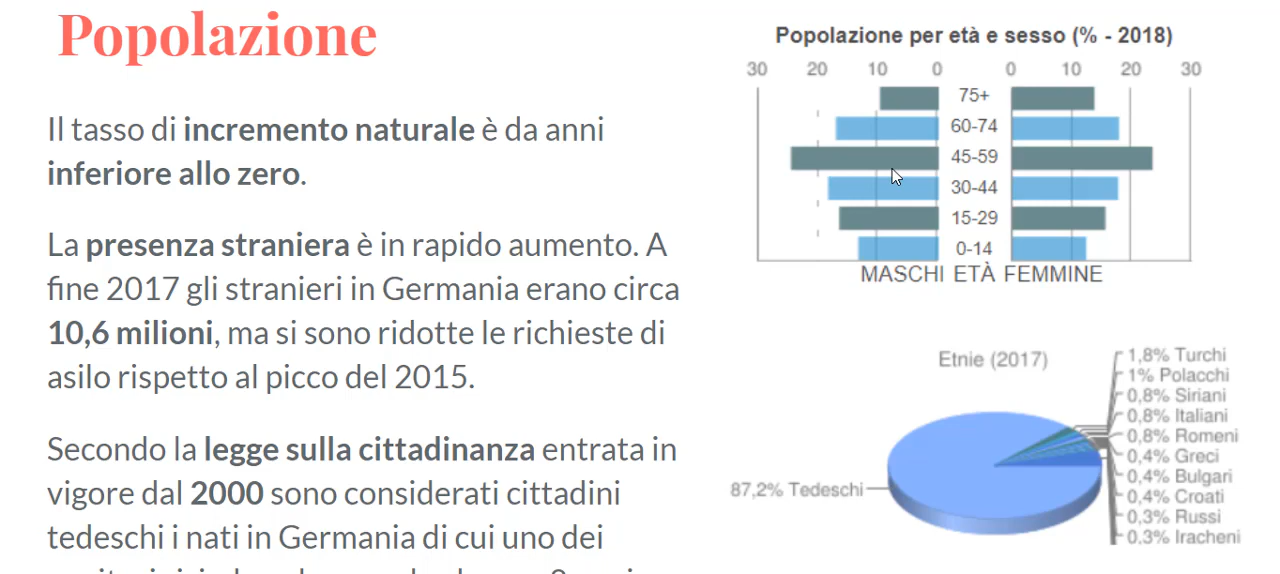 Popolazione
Il tasso di incremento naturale è da anni
inferiore allo zero.
La presenza straniera è in rapido aumento. A
fine 2017 gli stranieri in Germania erano circa
10,6 milioni, ma si sono ridotte le richieste di
asilo rispetto al picco del 2015.
Secondo la legge sulla cittadinanza entrata in
vigore dal 2000 sono considerati cittadini
tedeschi i nati in Germania di cui uno dei
Popolazione per età e sesso (% - 2018)
30 20 10 0 0 10 20 30
75+
60-74
45-59
30-44
15-29
0-14
MASCHI ETÀ FEMMINE
Etnie (2017)
1,8% Turchi
1% Polacchi
0,8% Siriani
0,8% Italiani
0,8% Romeni
0,4% Greci
0,4% Bulgari
0,4% Croati
0,3% Russi
0,3% Iracheni
87,2% Tedeschi